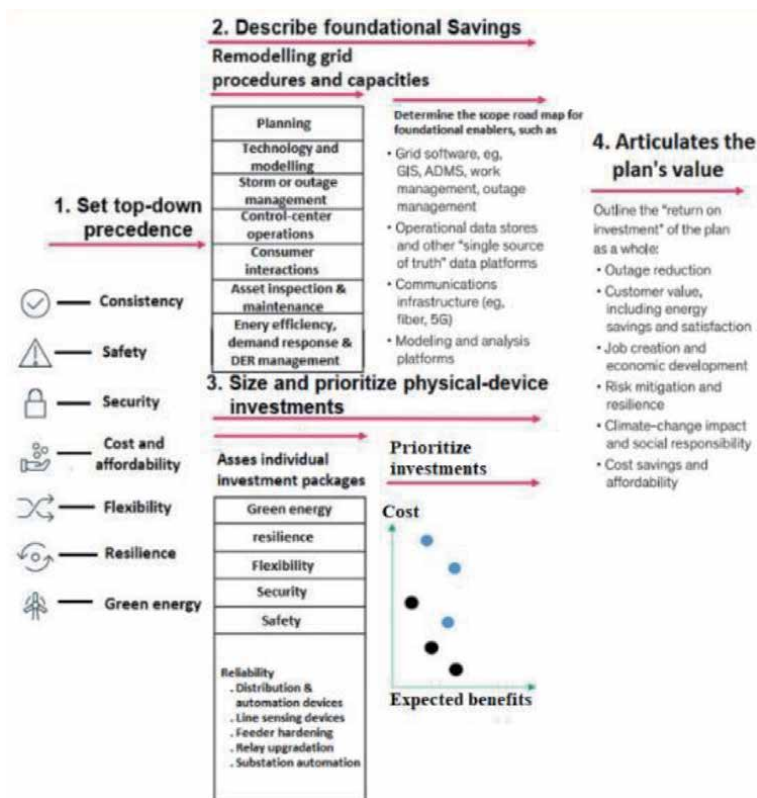 2. Describe foundational Savings
Remodelling grid
procedures and capacities
Planning
Technology and
modelling
Storm or outage
management
Control-center
operations
Consumer
interactions
Asset inspection &
maintenance
Enery efficiency,
demand response &
DER management
Determine the scope road map for
foundational enablers, such as
• Grid software, eg,
GIS, ADMS, work
management, outage
management
• Operational data stores
and other "single source
of truth" data platforms
• Communications
infrastructure (eg,
fiber, 5G)
• Modeling and analysis
platforms
1. Set top-down
precedence
Consistency
Safety
Security
Cost and
affordability
Flexibility
Resilience
Green energy
3. Size and prioritize physical-device
investments
Asses individual
investment packages
Green energy
resilience
Flexibility
Security
Safety
Reliability
. Distribution &
automation devices
. Line sensing devices
. Feeder hardening
. Relay upgradation
. Substation automation
Prioritize
investments
Cost
Expected benefits
4. Articulates the
plan's value
Outline the "return on
investment" of the plan
as a whole:
• Outage reduction
• Customer value,
including energy
savings and satisfaction
• Job creation and
economic development
• Risk mitigation and
resilience
• Climate-change impact
and social responsibility
• Cost savings and
affordability